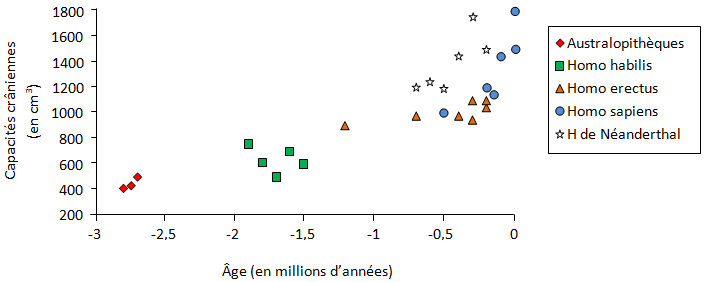 Capacités crâniennes
(en cm³)
1800
1600
1400
1200
1000
800
600
400
200
-3
-2,5
-2
-1,5
-1
-0,5
0
Âge (en millions d'années)
Australopithèques
Homo habilis
Homo erectus
Homo sapiens
H de Néanderthal